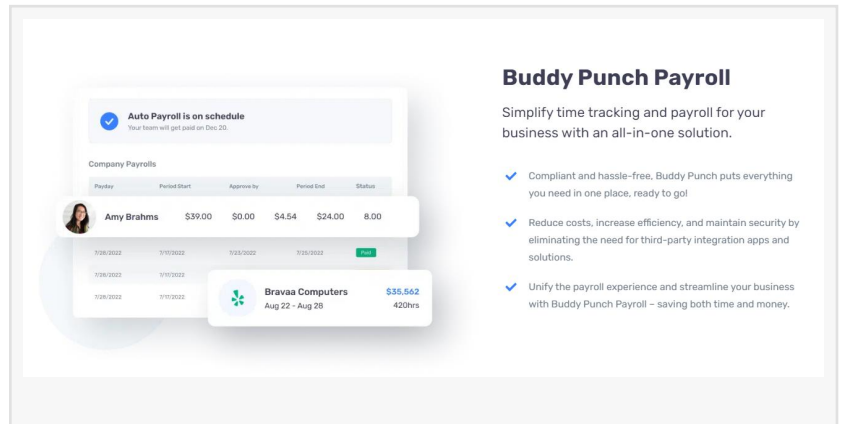 Auto Payroll is on schedule
Your team will get paid on Dec 20.
Company Payrolls
Payday Period Start Approve by Period End Status
Amy Brahms $39.00 $0.00 $4.54 $24.00 8.00
7/28/2022 7/17/2022 7/23/2022 7/25/2022 Paid
7/28/2022 7/17/2022
7/28/2022 7/17/2022
Bravaa Computers $35,562
Aug 22 - Aug 28 420hrs
Buddy Punch Payroll
Simplify time tracking and payroll for your
business with an all-in-one solution.
Compliant and hassle-free, Buddy Punch puts everything
you need in one place, ready to go!
Reduce costs, increase efficiency, and maintain security by
eliminating the need for third-party integration apps and
solutions.
Unify the payroll experience and streamline your business
with Buddy Punch Payroll – saving both time and money.